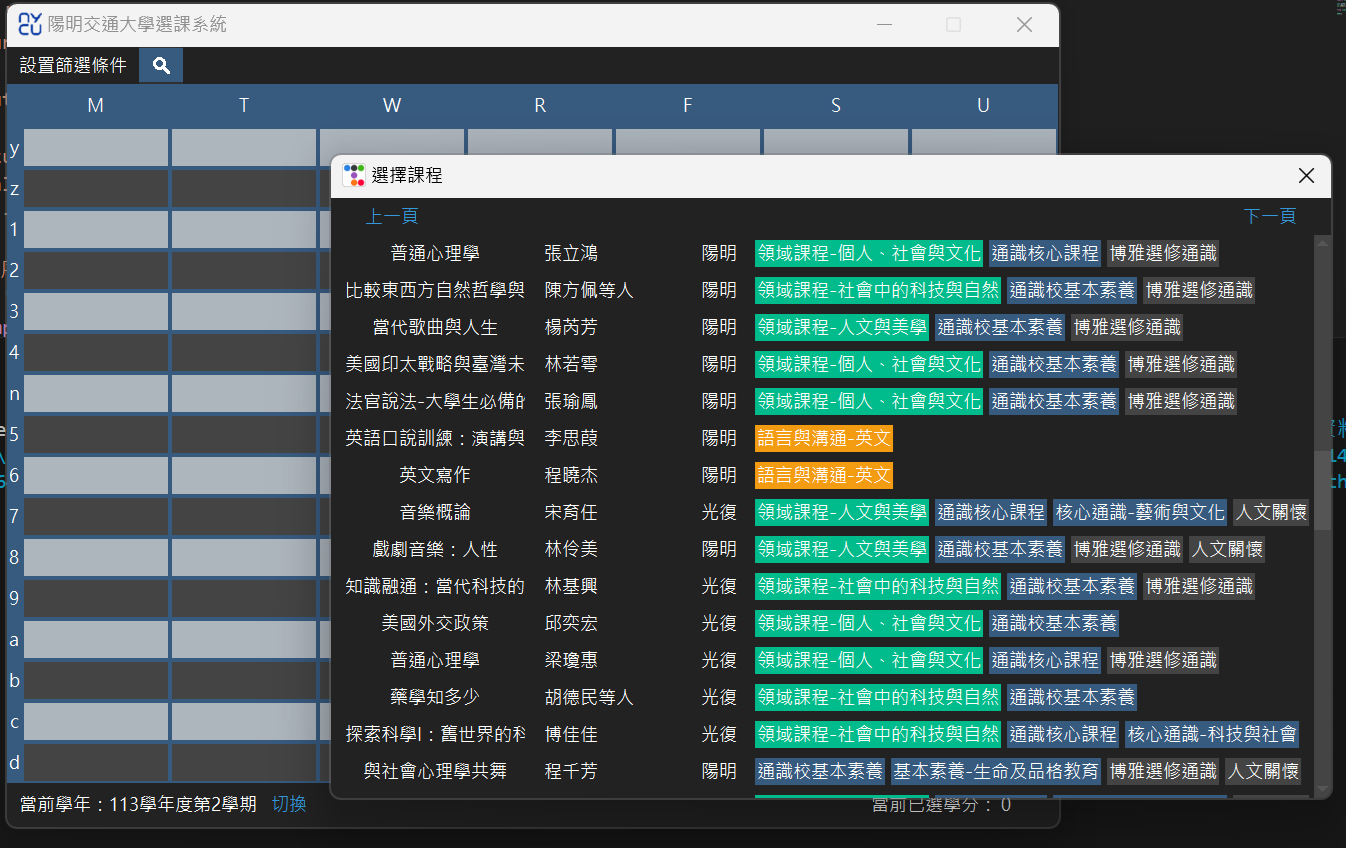 陽明交通大學選課系統
設置篩選條件
M T W R F S U
y
z
1
2
3
4
n
5
6
7
8
9
a
b
c
d
選擇課程
上一頁 下一頁
普通心理學 張立鴻 陽明 領域課程-個人、社會與文化 通識核心課程 博雅選修通識
比較東西方自然哲學與 陳方佩等人 陽明 領域課程-社會中的科技與自然 通識校基本素養 博雅選修通識
當代歌曲與人生 楊芮芳 陽明 領域課程-人文與美學 通識校基本素養 博雅選修通識
美國印太戰略與臺灣未 林若雩 陽明 領域課程-個人、社會與文化 通識校基本素養 博雅選修通識
法官說法-大學生必備的 張瑜鳳 陽明 領域課程-個人、社會與文化 通識校基本素養 博雅選修通識
英語口說訓練：演講與 李思葭 陽明 語言與溝通-英文
英文寫作 程曉杰 陽明 語言與溝通-英文
音樂概論 宋育任 光復 領域課程-人文與美學 通識核心課程 核心通識-藝術與文化 人文關懷
戲劇音樂：人性 林伶美 陽明 領域課程-人文與美學 通識校基本素養 博雅選修通識 人文關懷
知識融通：當代科技的 林基興 光復 領域課程-社會中的科技與自然 通識校基本素養 博雅選修通識
美國外交政策 邱奕宏 光復 領域課程-個人、社會與文化 通識校基本素養
普通心理學 梁瓊惠 光復 領域課程-個人、社會與文化 通識核心課程 博雅選修通識
藥學知多少 胡德民等人 光復 領域課程-社會中的科技與自然 通識校基本素養
探索科學I：舊世界的科 博佳佳 光復 領域課程-社會中的科技與自然 通識核心課程 核心通識-科技與社會
與社會心理學共舞 程千芳 陽明 通識校基本素養 基本素養-生命及品格教育 博雅選修通識 人文關懷
當前學年：113學年度第2學期 切換 當前已選學分： 0